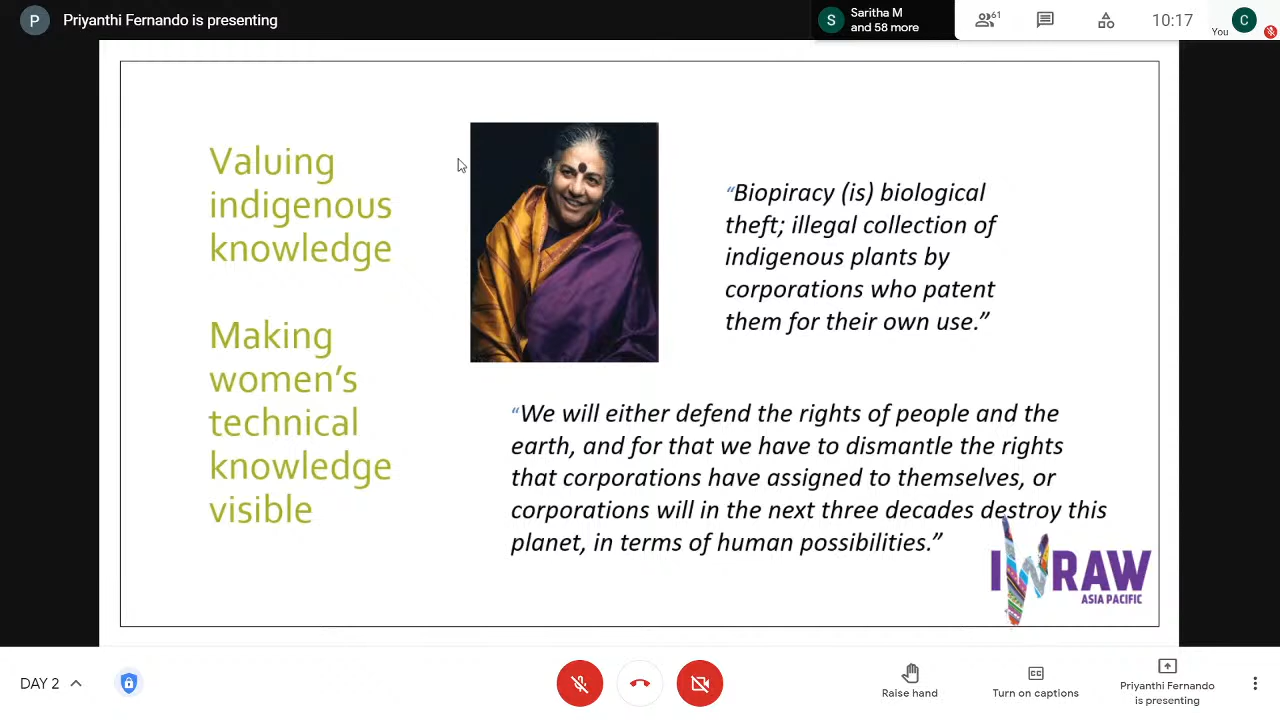 P
Priyanthi Fernando is presenting
S
Saritha M
and 58 more
61
10:17
You
C
Valuing
indigenous
knowledge
Making
women’s
technical
knowledge
visible
“Biopiracy (is) biological
theft; illegal collection of
indigenous plants by
corporations who patent
them for their own use.”
“We will either defend the rights of people and the
earth, and for that we have to dismantle the rights
that corporations have assigned to themselves, or
corporations will in the next three decades destroy this
planet, in terms of human possibilities.”
IWRAW
ASIA PACIFIC
DAY 2
Raise hand
CC
Turn on captions
Priyanthi Fernando
is presenting